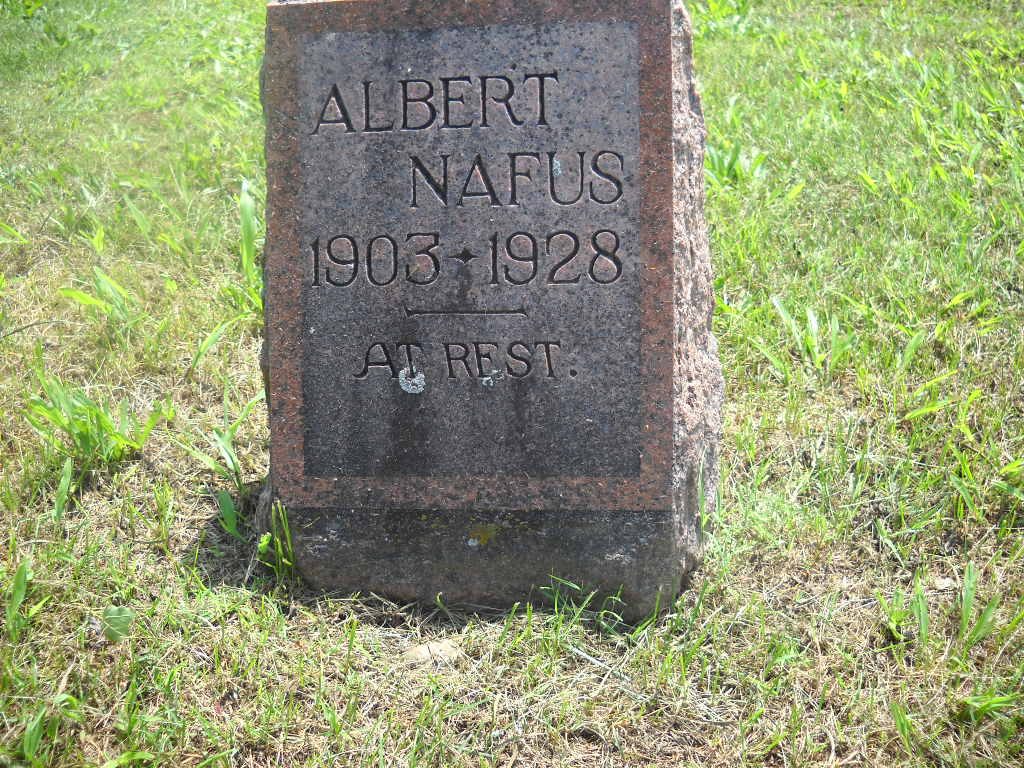 ALBERT
NAFUS
1903 ✦ 1928
AT REST.